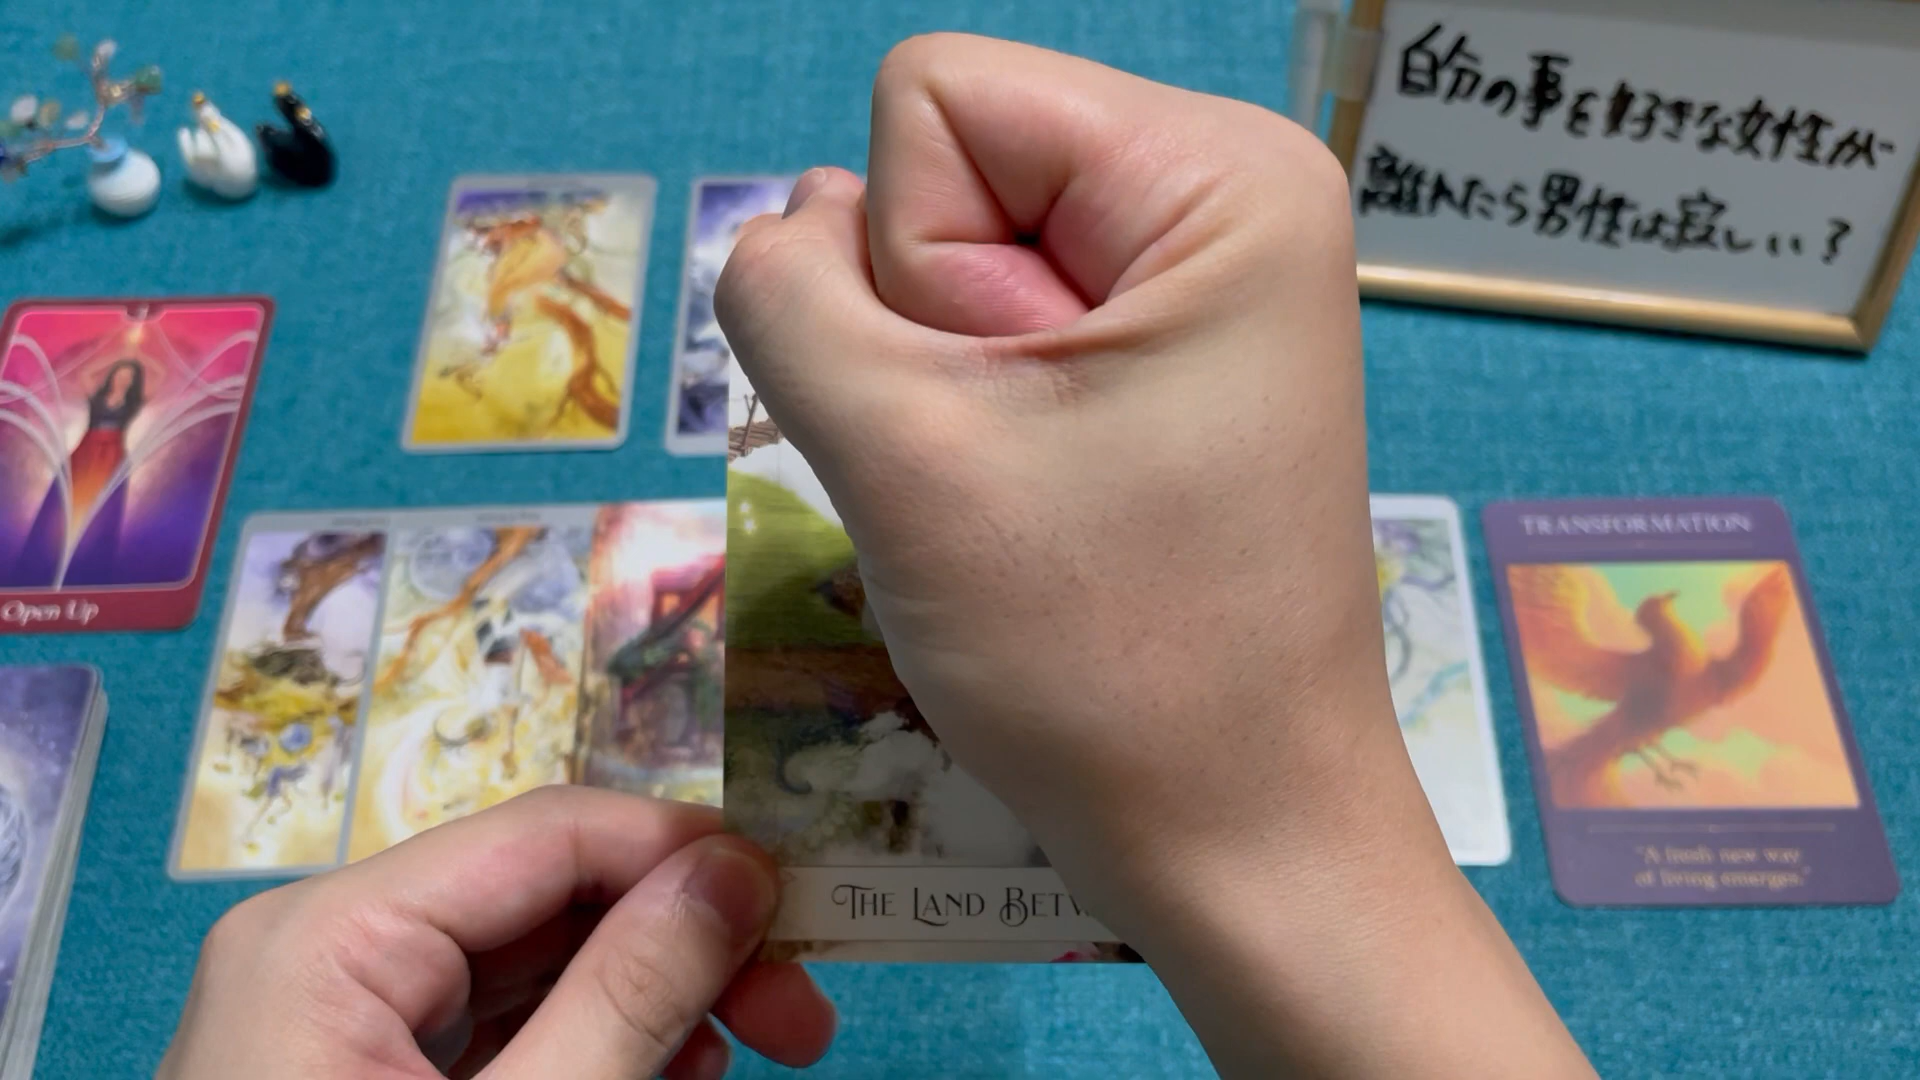 自分の事を好きな女性が
離れたら男性は寂しい?
Open Up
TRANSFORMATION
"A fresh new way
of living emerges."
THE LAND